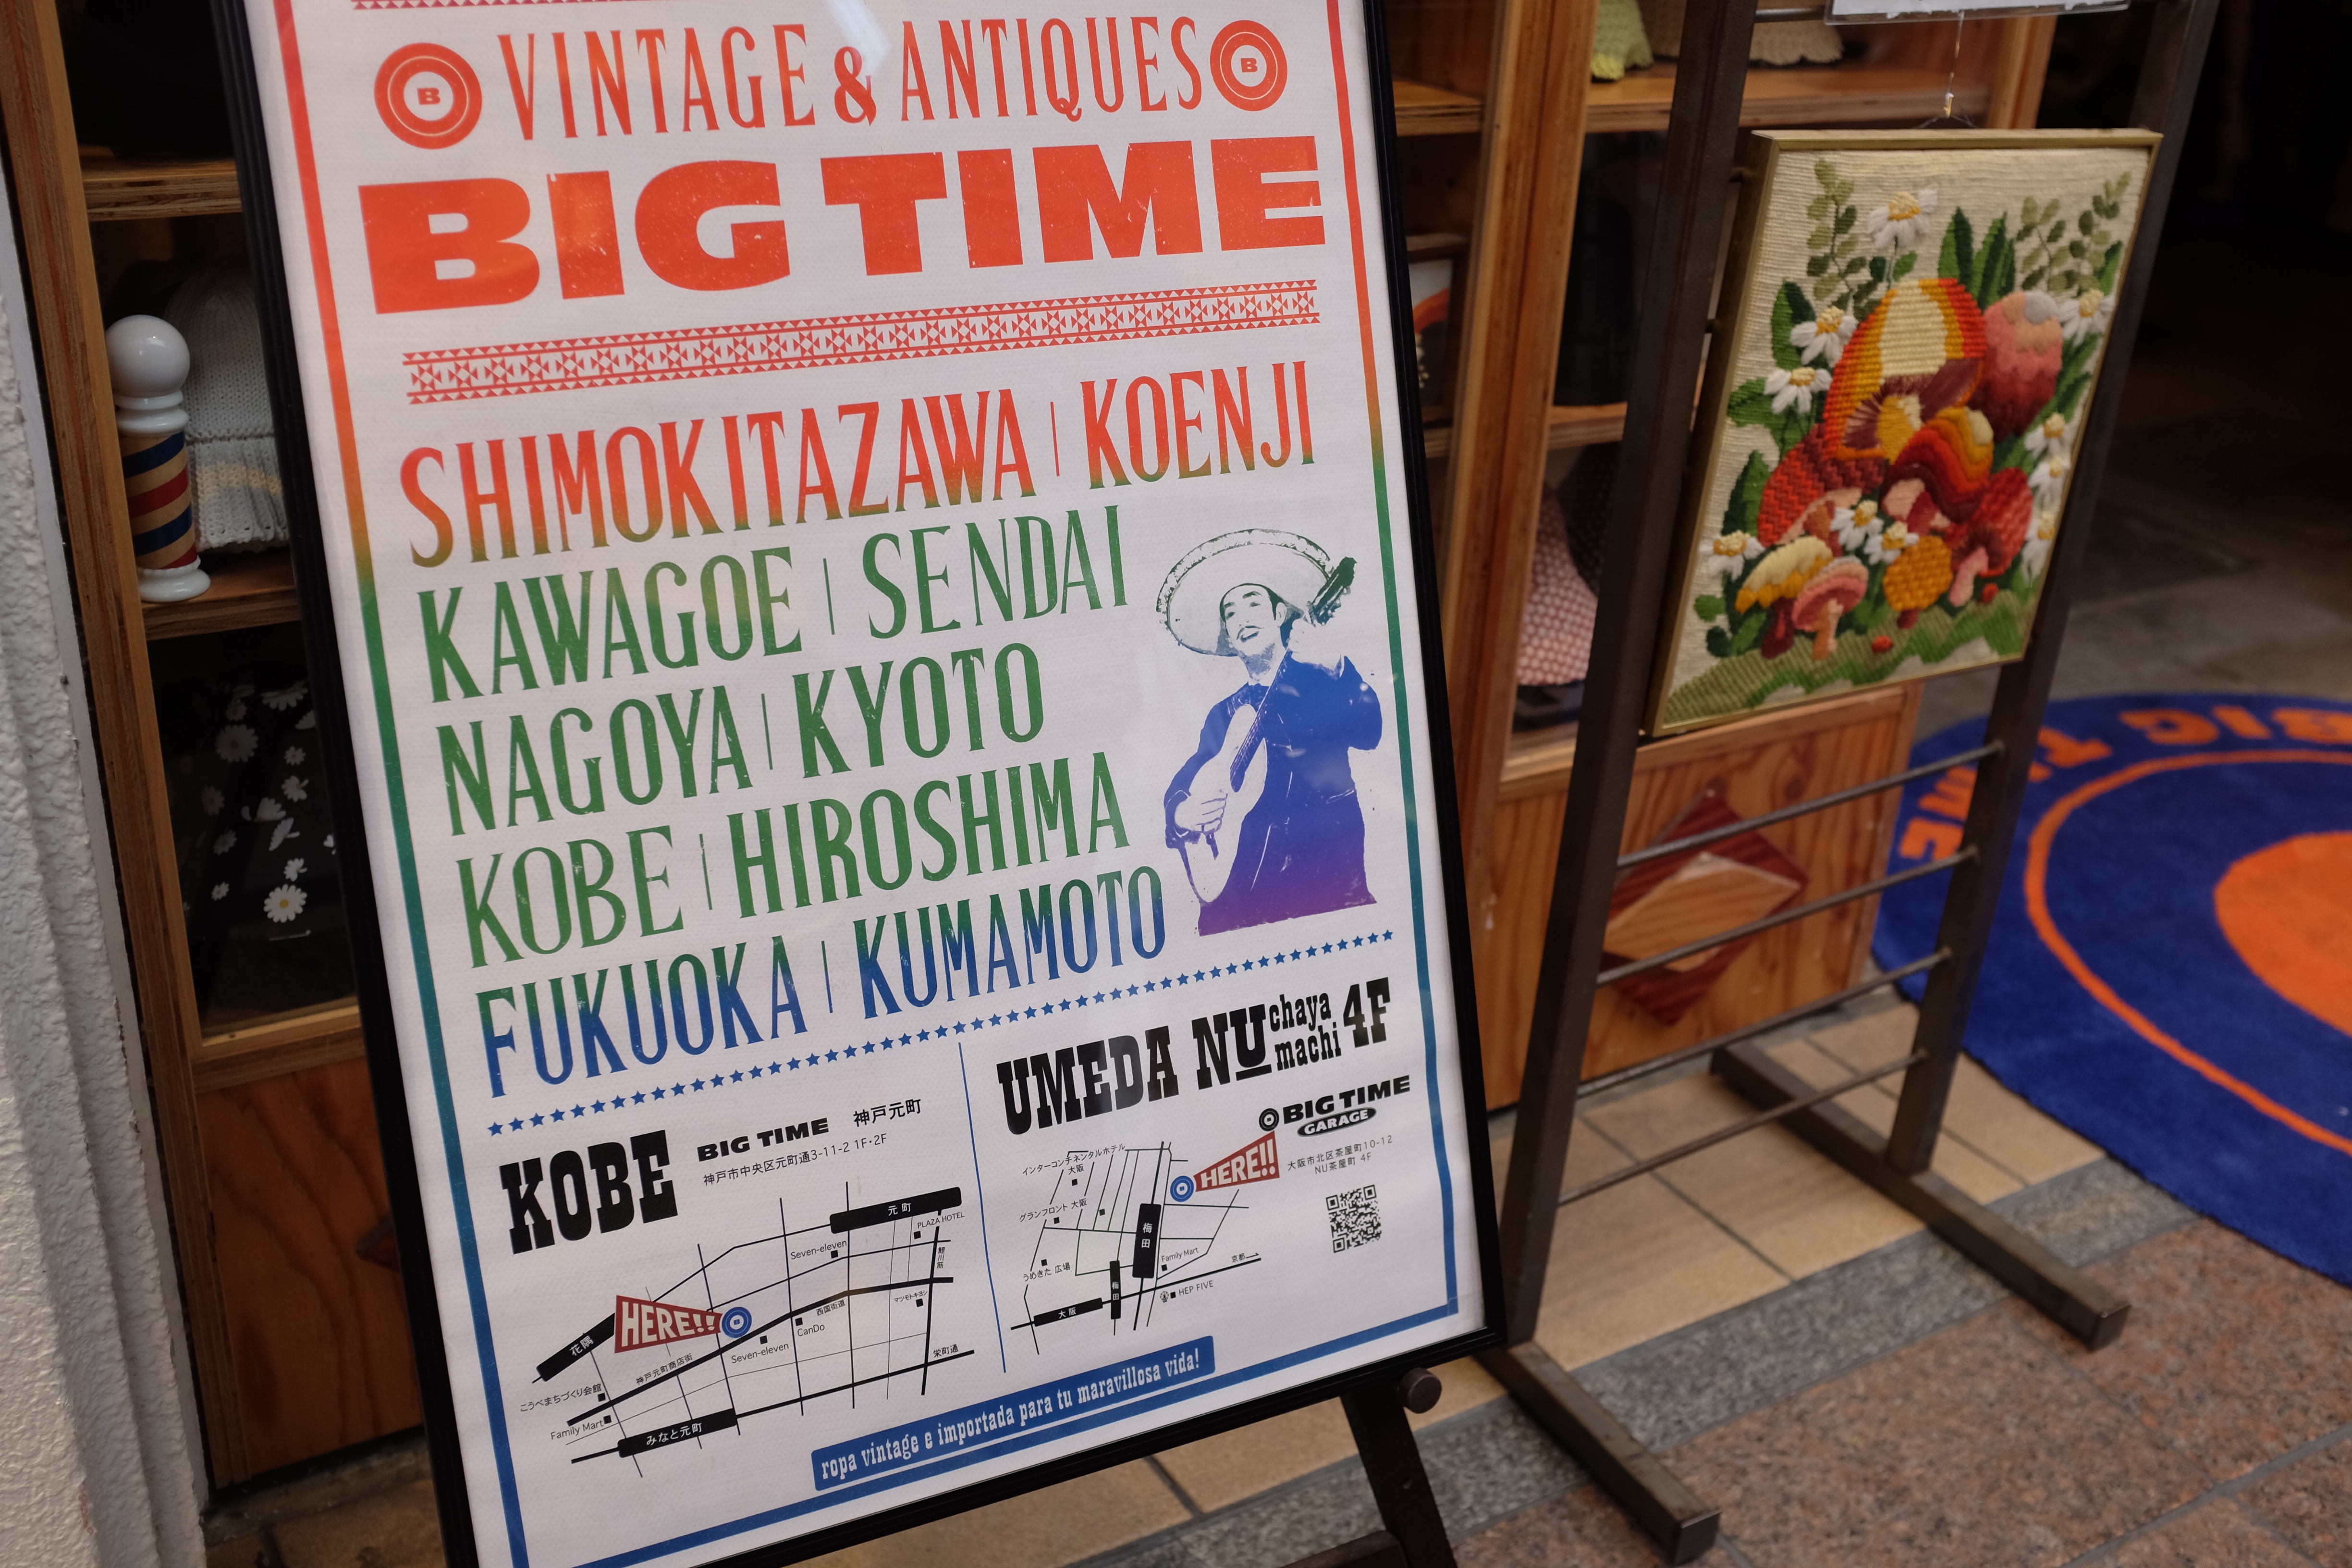 B VINTAGE & ANTIQUES B
BIG TIME
SHIMOKITAZAWA | KOENJI
KAWAGOE | SENDAI
NAGOYA | KYOTO
KOBE | HIROSHIMA
FUKUOKA | KUMAMOTO
KOBE
BIG TIME 神戸元町
神戸市中央区元町通3-11-2 1F・2F
元町
PLAZA HOTEL
Seven-eleven
鯉川筋
マツモトキヨシ
西国街道
HERE!!
CanDo
花隈
Seven-eleven
神戸元町商店街
栄町通
こうべまちづくり会館
Family Mart
みなと元町
UMEDA NU chaya machi 4F
BIG TIME
GARAGE
大阪市北区茶屋町10-12
NU茶屋町 4F
インターコンチネンタルホテル
大阪
HERE!!
グランフロント 大阪
梅田
Family Mart
京都
うめきた 広場
梅田
HEP FIVE
大阪
ropa vintage e importada para tu maravillosa vida!
BIG TIME